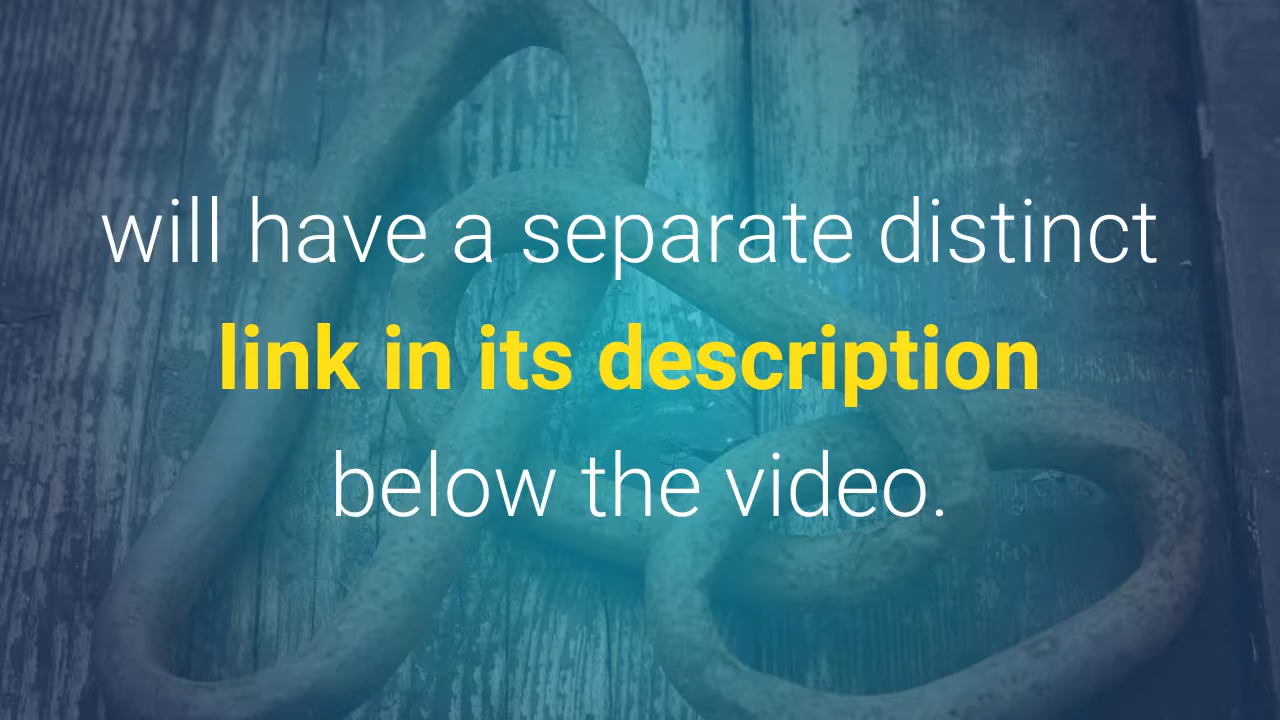 will have a separate distinct
link in its description
below the video.